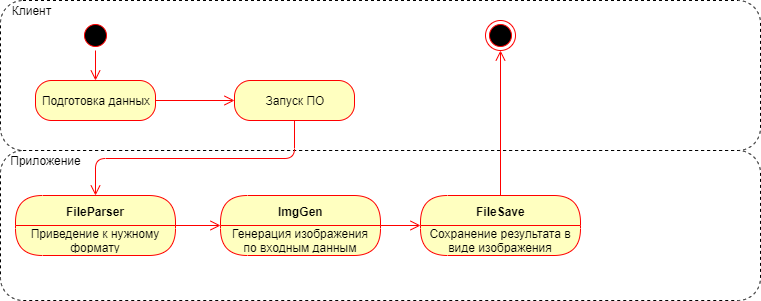 Клиент
Подготовка данных
Запуск ПО
Приложение
FileParser
Приведение к нужному
формату
ImgGen
Генерация изображения
по входным данным
FileSave
Сохранение результата в
виде изображения